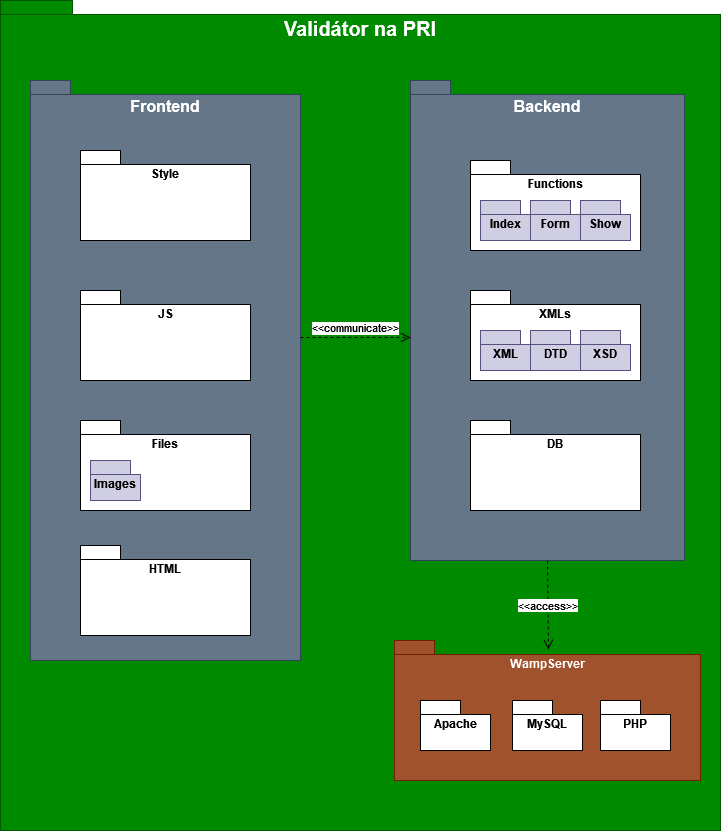 Validátor na PRI
Frontend
Style
JS
Files
Images
HTML
<<communicate>>
Backend
Functions
Index
Form
Show
XMLs
XML
DTD
XSD
DB
<<access>>
WampServer
Apache
MySQL
PHP